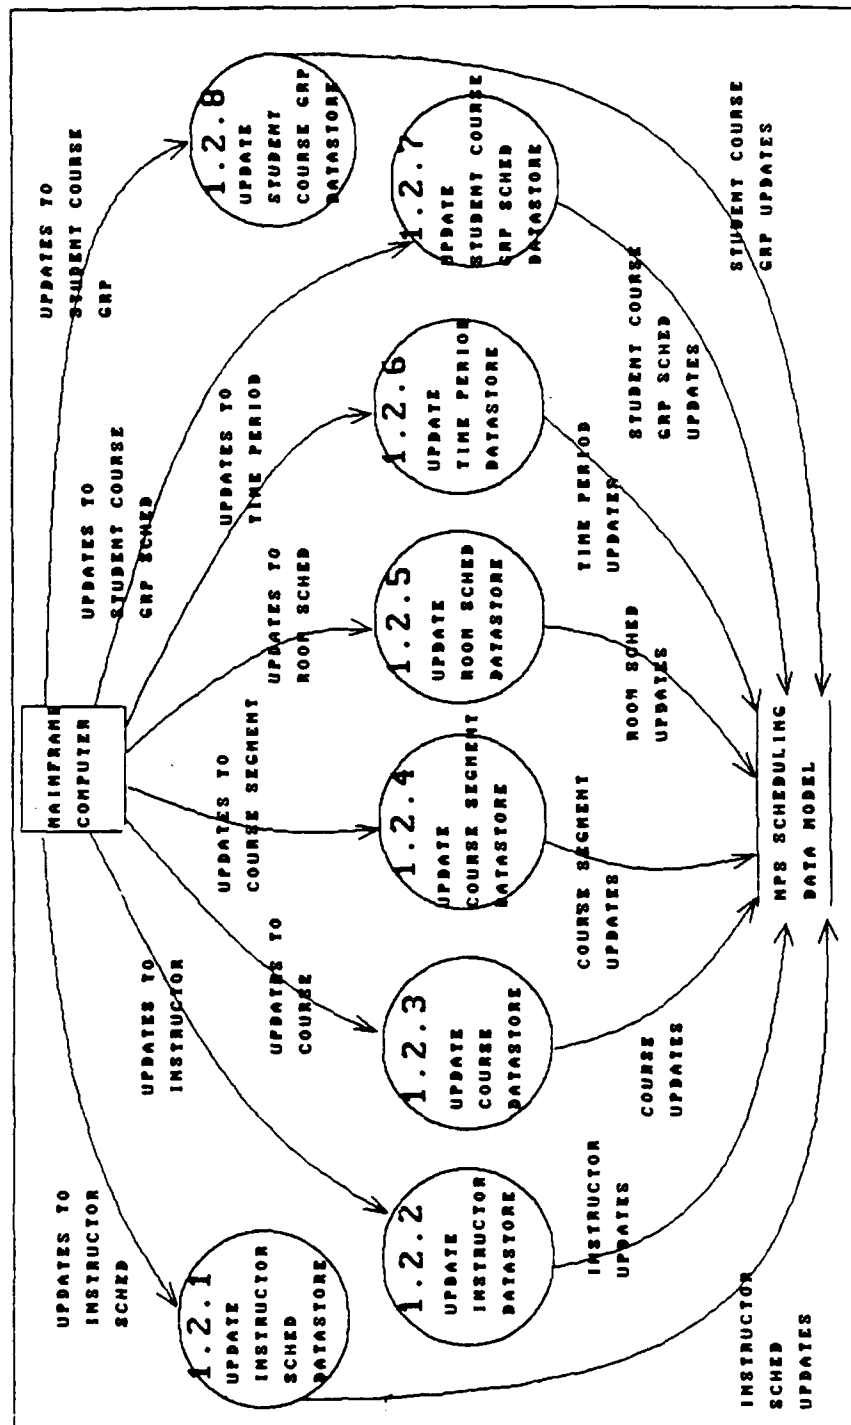 MAINFRAME
COMPUTER
UPDATES TO
INSTRUCTOR
SCHED
UPDATES TO
INSTRUCTOR
UPDATES TO
COURSE
UPDATES TO
COURSE SEGMENT
UPDATES TO
ROOM SCHED
UPDATES TO
TIME PERIOD
UPDATES TO
STUDENT COURSE
GRP SCHED
UPDATES TO
STUDENT COURSE
GRP
1.2.1
UPDATE
INSTRUCTOR
SCHED
DATASTORE
1.2.2
UPDATE
INSTRUCTOR
DATASTORE
1.2.3
UPDATE
COURSE
DATASTORE
1.2.4
UPDATE
COURSE SEGMENT
DATASTORE
1.2.5
UPDATE
ROOM SCHED
DATASTORE
1.2.6
UPDATE
TIME PERIOD
DATASTORE
1.2.7
UPDATE
STUDENT COURSE
GRP SCHED
DATASTORE
1.2.8
UPDATE
STUDENT
COURSE GRP
DATASTORE
INSTRUCTOR
SCHED
UPDATES
INSTRUCTOR
UPDATES
COURSE
UPDATES
COURSE SEGMENT
UPDATES
ROOM SCHED
UPDATES
TIME PERIOD
UPDATES
STUDENT COURSE
GRP SCHED
UPDATES
STUDENT COURSE
GRP UPDATES
NPS SCHEDULING
DATA MODEL